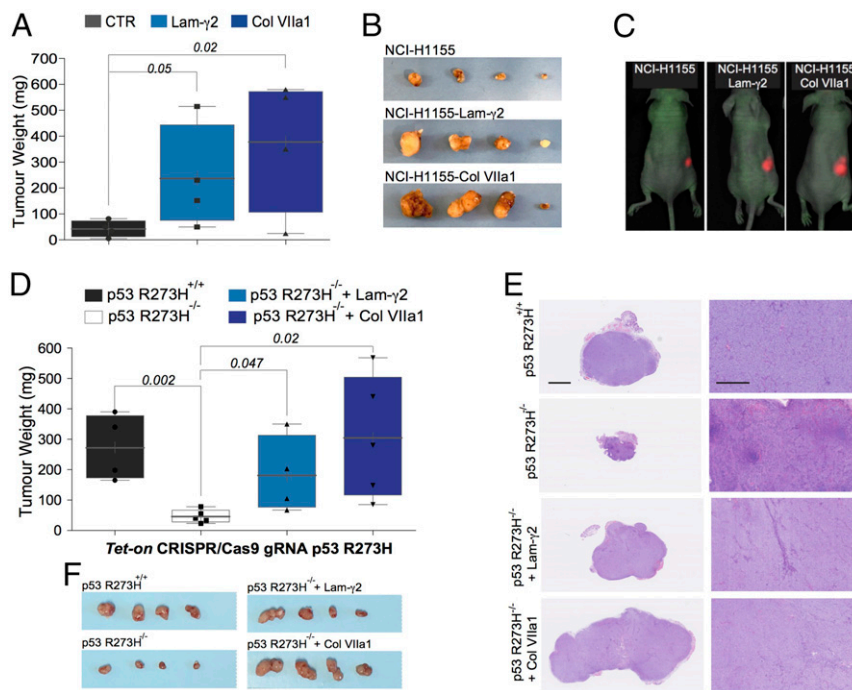 A
CTR Lam-γ2 Col VIIa1
0.02
0.05
Tumour Weight (mg)
700
600
500
400
300
200
100
0
B
NCI-H1155
NCI-H1155-Lam-γ2
NCI-H1155-Col VIIa1
C
NCI-H1155
NCI-H1155
Lam-γ2
NCI-H1155
Col VIIa1
D
p53 R273H+/+
p53 R273H-/- + Lam-γ2
p53 R273H-/-
p53 R273H-/- + Col VIIa1
0.02
0.047
0.002
Tumour Weight (mg)
600
500
400
300
200
100
0
Tet-on CRISPR/Cas9 gRNA p53 R273H
E
p53 R273H+/+
p53 R273H-/-
p53 R273H-/-
+ Lam-γ2
p53 R273H-/-
+ Col VIIa1
F
p53 R273H+/+
p53 R273H-/- + Lam-γ2
p53 R273H-/-
p53 R273H-/- + Col VIIa1